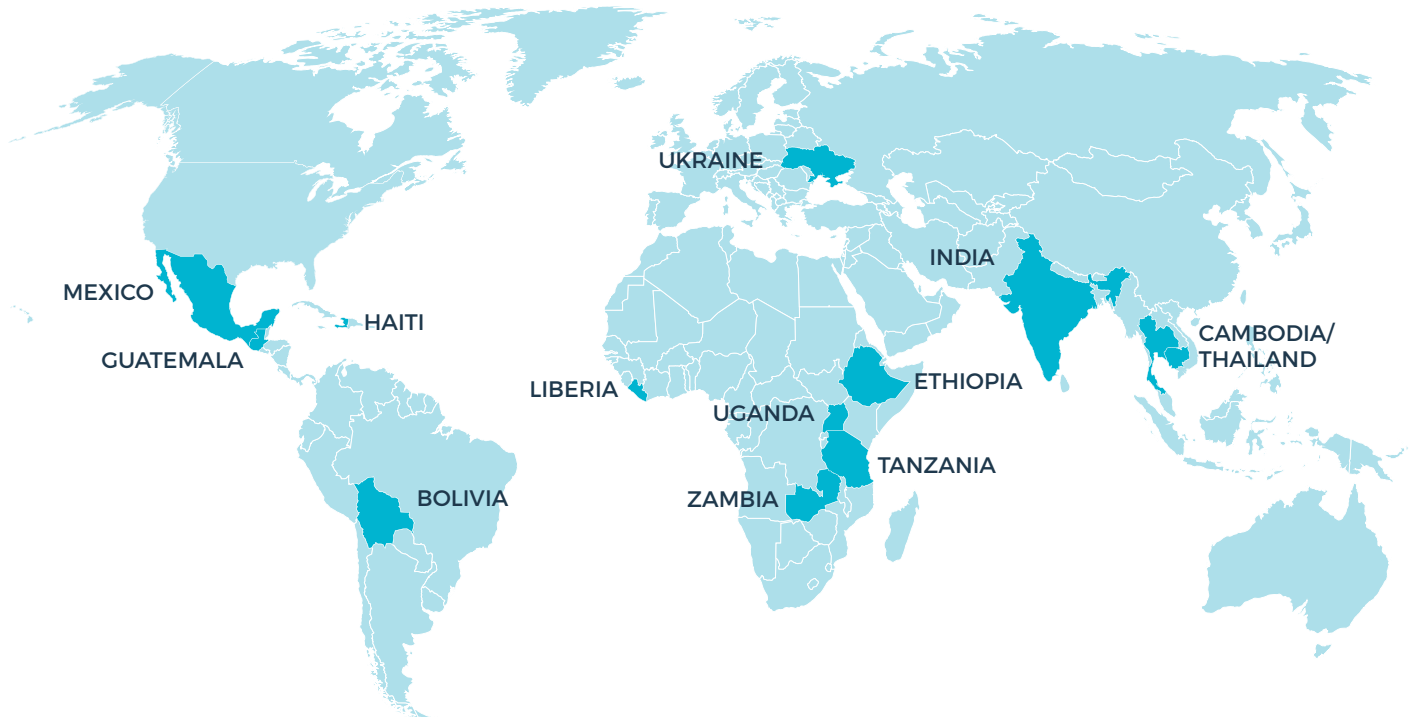 UKRAINE
INDIA
MEXICO
HAITI
CAMBODIA/
THAILAND
GUATEMALA
LIBERIA
ETHIOPIA
UGANDA
TANZANIA
BOLIVIA
ZAMBIA